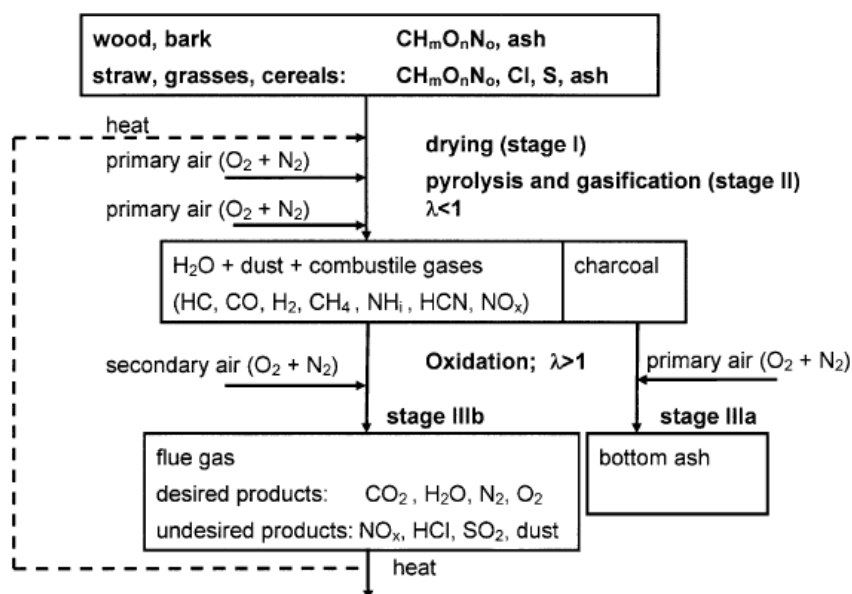 wood, bark CHmOnNo, ash
straw, grasses, cereals: CHmOnNo, Cl, S, ash
heat
drying (stage I)
primary air (O2 + N2)
pyrolysis and gasification (stage II)
primary air (O2 + N2)
λ<1
H2O + dust + combustile gases
(HC, CO, H2, CH4, NHi, HCN, NOx)
charcoal
secondary air (O2 + N2)
Oxidation; λ>1
primary air (O2 + N2)
stage IIIb
stage IIIa
flue gas
desired products: CO2, H2O, N2, O2
undesired products: NOx, HCl, SO2, dust
bottom ash
heat